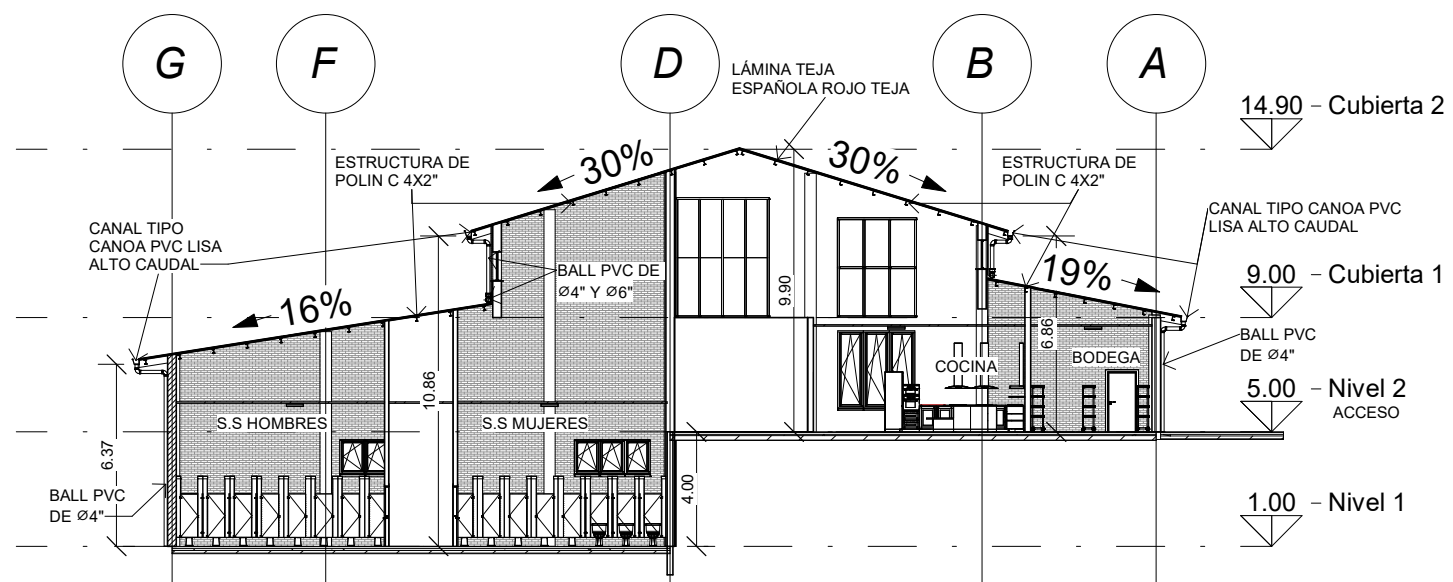 G
F
D
B
A
LÁMINA TEJA
ESPAÑOLA ROJO TEJA
14.90 – Cubierta 2
ESTRUCTURA DE
POLIN C 4X2"
30%
30%
ESTRUCTURA DE
POLIN C 4X2"
CANAL TIPO
CANOA PVC LISA
ALTO CAUDAL
CANAL TIPO CANOA PVC
LISA ALTO CAUDAL
BALL PVC DE
Ø4" Y Ø6"
16%
19%
9.00 – Cubierta 1
9.90
6.86
BALL PVC
DE Ø4"
COCINA
BODEGA
5.00 – Nivel 2
ACCESO
10.86
S.S HOMBRES
S.S MUJERES
6.37
4.00
BALL PVC
DE Ø4"
1.00 – Nivel 1